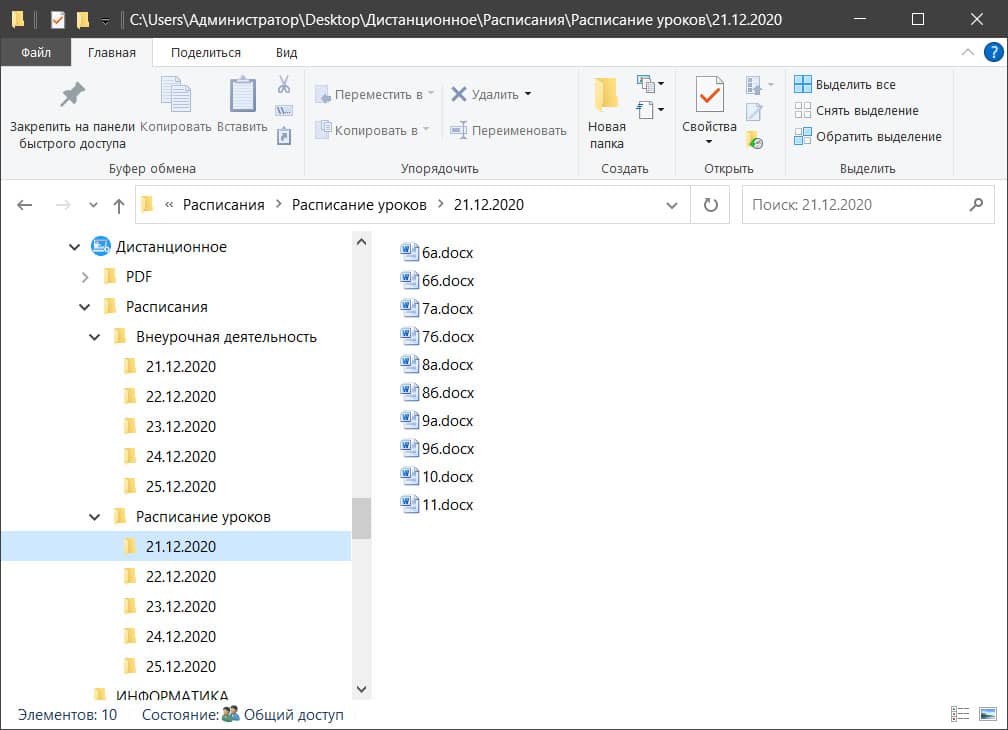 C:\Users\Администратор\Desktop\Дистанционное\Расписания\Расписание уроков\21.12.2020
Файл Главная Поделиться Вид ?
Закрепить на панели быстрого доступа
Копировать
Вставить
Буфер обмена
Переместить в
Копировать в
Удалить
Переименовать
Упорядочить
Новая папка
Создать
Свойства
Открыть
Выделить все
Снять выделение
Обратить выделение
Выделить
« Расписания > Расписание уроков > 21.12.2020
Поиск: 21.12.2020
Дистанционное
PDF
Расписания
Внеурочная деятельность
21.12.2020
22.12.2020
23.12.2020
24.12.2020
25.12.2020
Расписание уроков
21.12.2020
22.12.2020
23.12.2020
24.12.2020
25.12.2020
ИНФОРМАТИКА
6а.docx
6б.docx
7а.docx
7б.docx
8а.docx
8б.docx
9а.docx
9б.docx
10.docx
11.docx
Элементов: 10 Состояние: Общий доступ